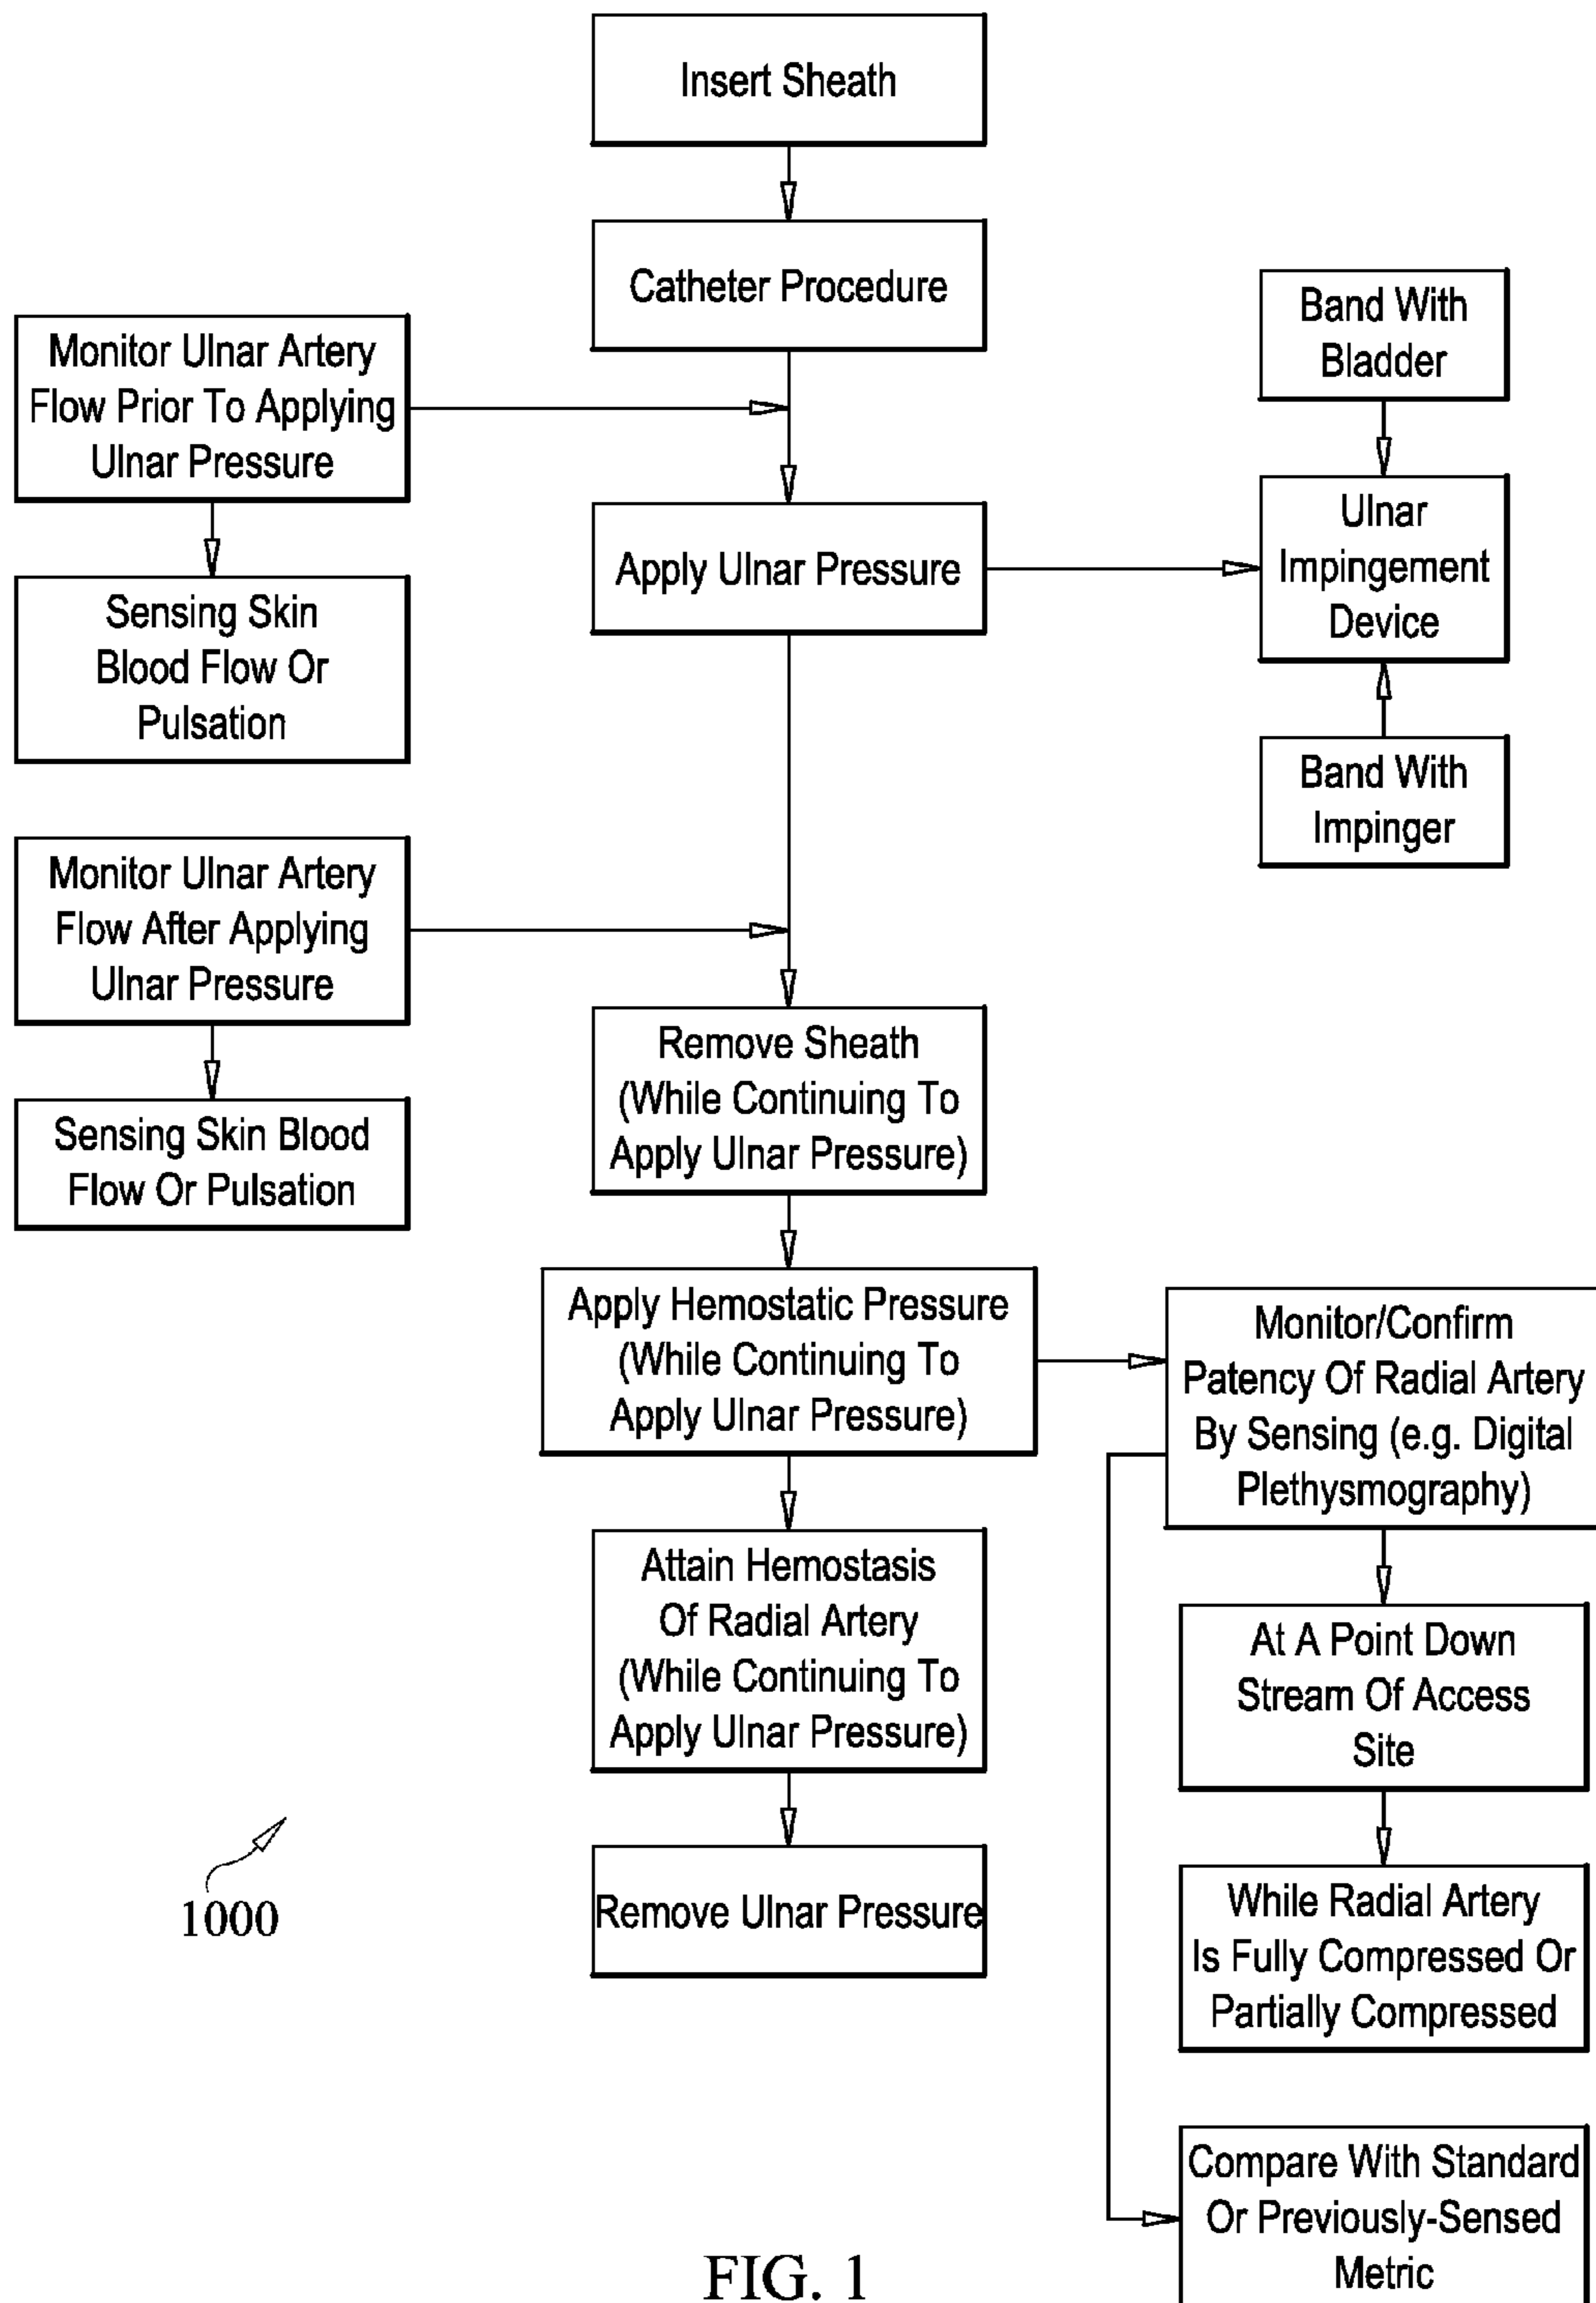 Insert Sheath
Catheter Procedure
Monitor Ulnar Artery
Flow Prior To Applying
Ulnar Pressure
Sensing Skin
Blood Flow Or
Pulsation
Apply Ulnar Pressure
Band With
Bladder
Ulnar
Impingement
Device
Band With
Impinger
Monitor Ulnar Artery
Flow After Applying
Ulnar Pressure
Sensing Skin Blood
Flow Or Pulsation
Remove Sheath
(While Continuing To
Apply Ulnar Pressure)
Apply Hemostatic Pressure
(While Continuing To
Apply Ulnar Pressure)
Monitor/Confirm
Patency Of Radial Artery
By Sensing (e.g. Digital
Plethysmography)
Attain Hemostasis
Of Radial Artery
(While Continuing To
Apply Ulnar Pressure)
At A Point Down
Stream Of Access
Site
Remove Ulnar Pressure
While Radial Artery
Is Fully Compressed Or
Partially Compressed
Compare With Standard
Or Previously-Sensed
Metric
1000
FIG. 1